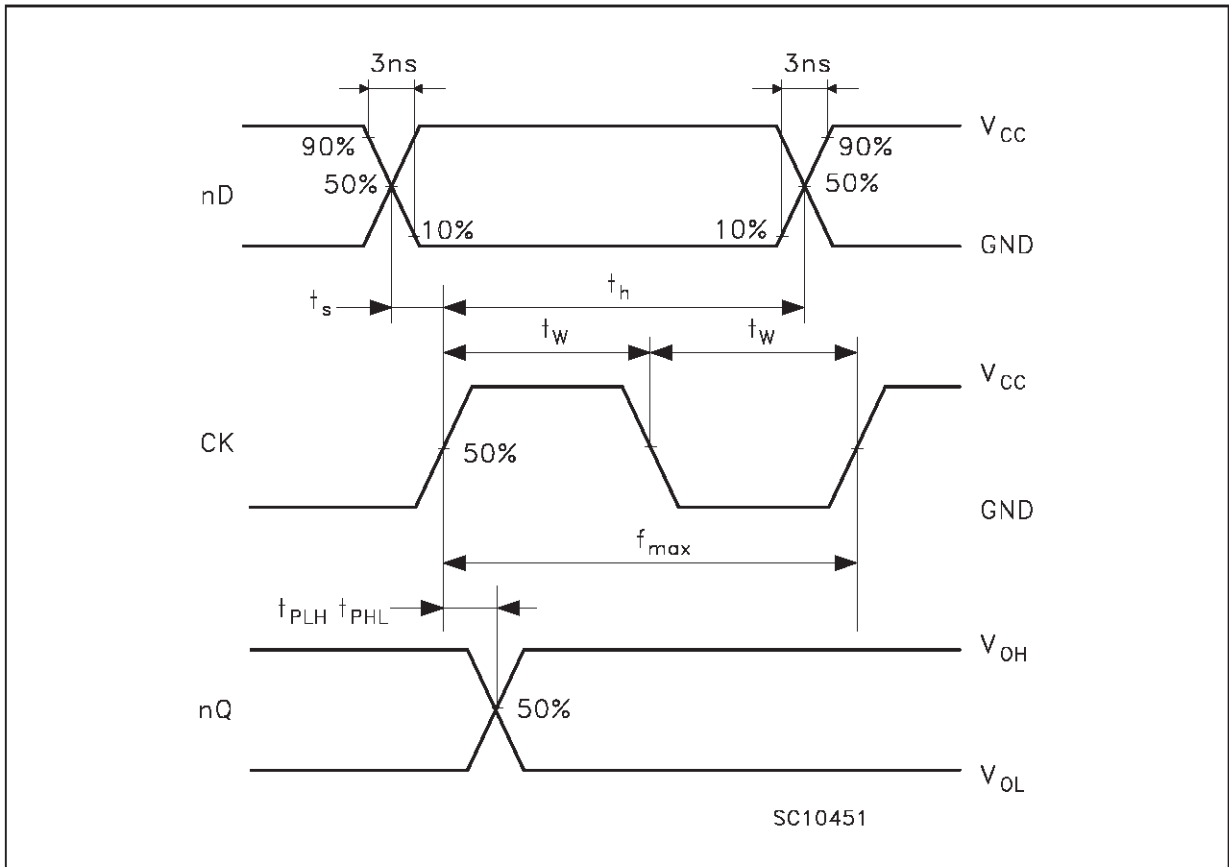 3ns 3ns
V_CC
90% 90%
nD 50% 50%
10% 10%
GND
t_s t_h
t_W t_W
V_CC
CK 50%
GND
f_max
t_PLH t_PHL
V_OH
nQ 50%
V_OL
SC10451